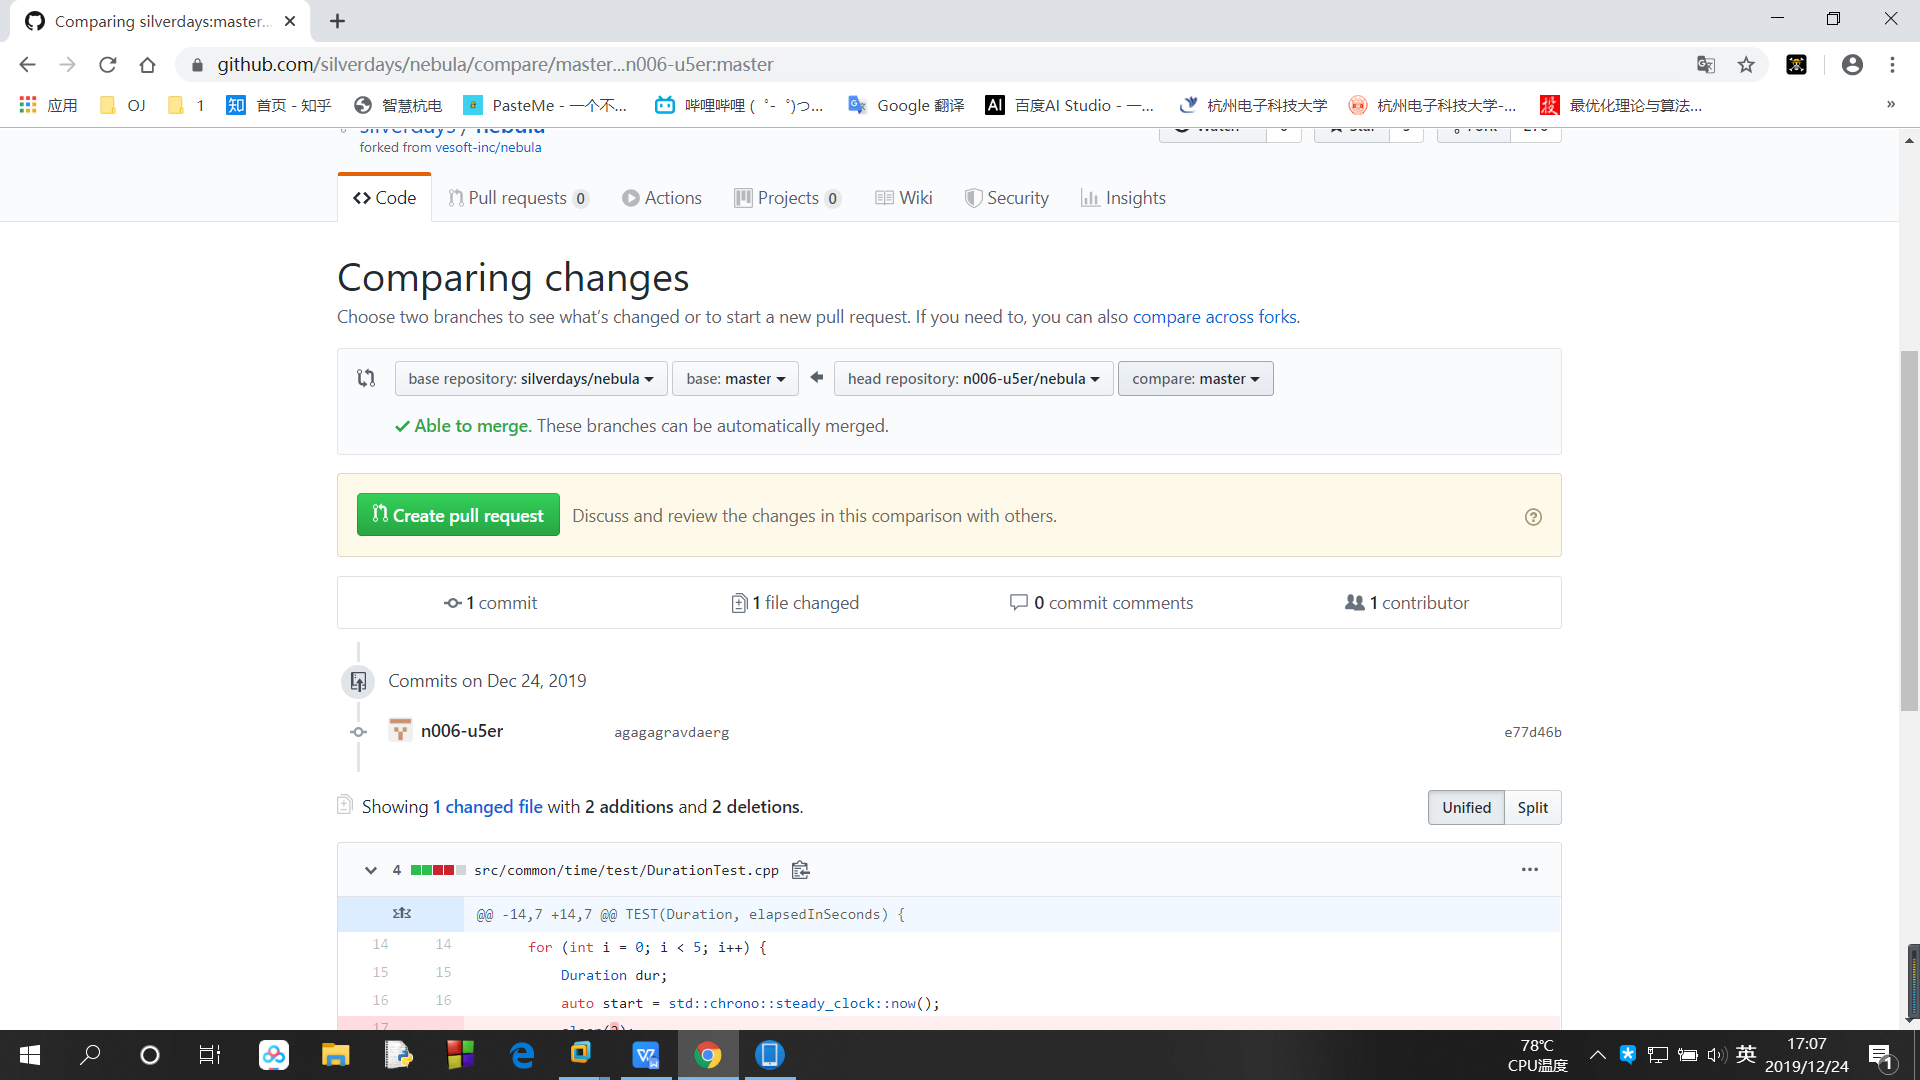 Comparing silverdays:master...
github.com/silverdays/nebula/compare/master...n006-u5er:master
应用 OJ 1 首页 - 知乎 智慧杭电 PasteMe - 一个不... 哔哩哔哩 ( ゜- ゜)つ... Google 翻译 百度AI Studio - 一... 杭州电子科技大学 杭州电子科技大学-... 最优化理论与算法... »
silverdays / nebula
forked from vesoft-inc/nebula
Code Pull requests 0 Actions Projects 0 Wiki Security Insights
Comparing changes
Choose two branches to see what's changed or to start a new pull request. If you need to, you can also compare across forks.
base repository: silverdays/nebula base: master head repository: n006-u5er/nebula compare: master
Able to merge. These branches can be automatically merged.
Create pull request Discuss and review the changes in this comparison with others.
1 commit 1 file changed 0 commit comments 1 contributor
Commits on Dec 24, 2019
n006-u5er agagagravdaerg e77d46b
Showing 1 changed file with 2 additions and 2 deletions. Unified Split
4 src/common/time/test/DurationTest.cpp
@@ -14,7 +14,7 @@ TEST(Duration, elapsedInSeconds) {
14 14 for (int i = 0; i < 5; i++) {
15 15 Duration dur;
16 16 auto start = std::chrono::steady_clock::now();
17
78℃ 17:07
CPU温度 英 2019/12/24 1